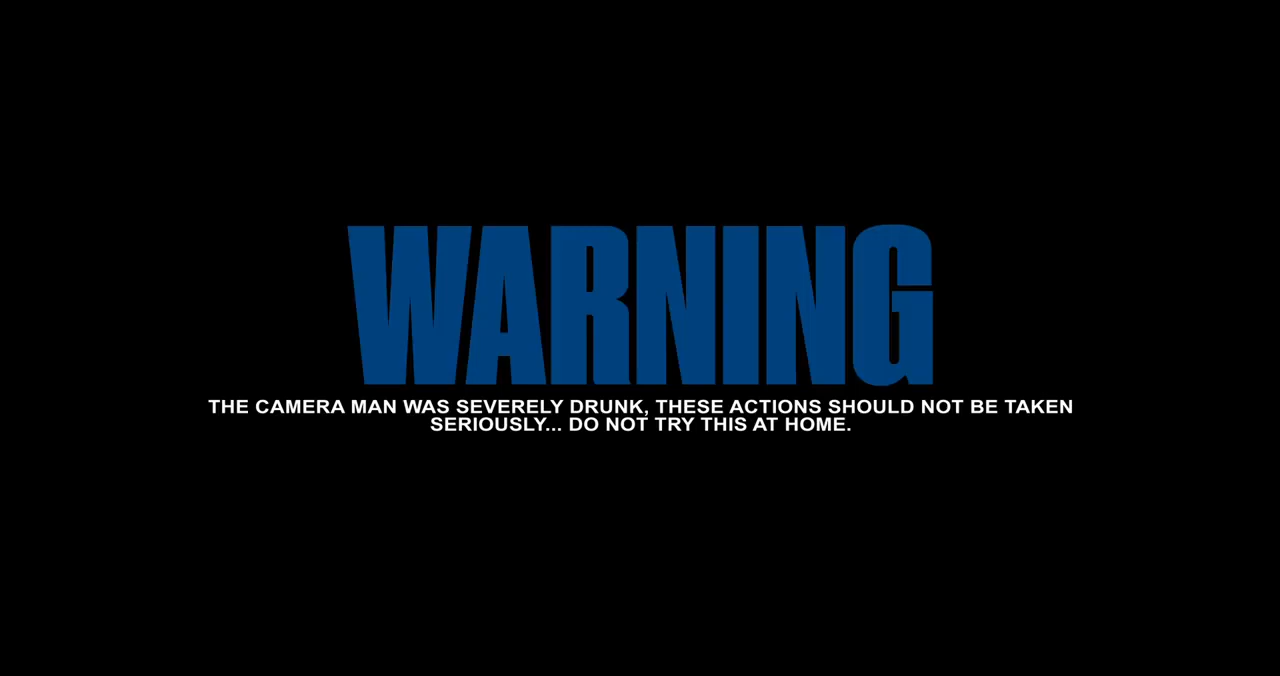 WARNING
THE CAMERA MAN WAS SEVERELY DRUNK, THESE ACTIONS SHOULD NOT BE TAKEN
SERIOUSLY... DO NOT TRY THIS AT HOME.